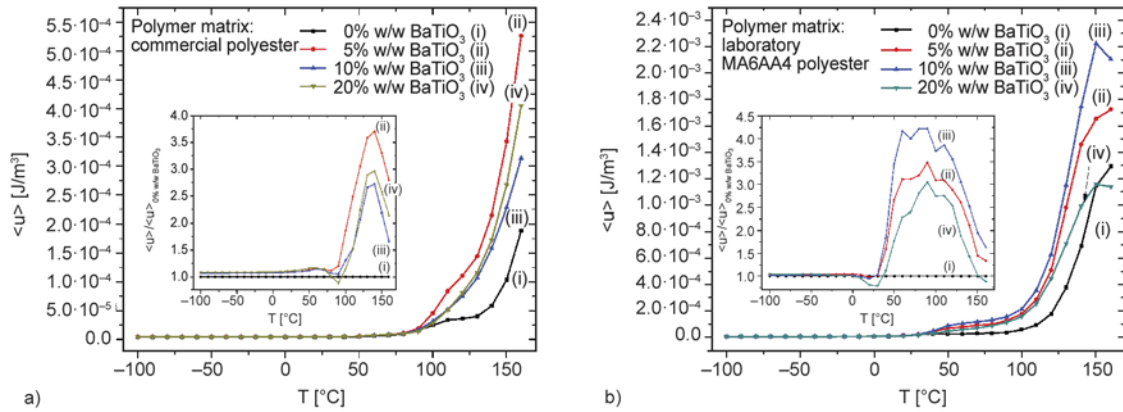 Polymer matrix:
commercial polyester
0% w/w BaTiO3 (i)
5% w/w BaTiO3 (ii)
10% w/w BaTiO3 (iii)
20% w/w BaTiO3 (iv)
<u> [J/m³]
5.5·10⁻⁴
5.0·10⁻⁴
4.5·10⁻⁴
4.0·10⁻⁴
3.5·10⁻⁴
3.0·10⁻⁴
2.5·10⁻⁴
2.0·10⁻⁴
1.5·10⁻⁴
1.0·10⁻⁴
5.0·10⁻⁵
0.0
−100 −50 0 50 100 150
T [°C]
(ii)
(iv)
(iii)
(i)
<u>/<u>0% w/w BaTiO3
4.0
3.5
3.0
2.5
2.0
1.5
1.0
−100 −50 0 50 100 150
T [°C]
(ii)
(iv)
(iii)
(i)
a)
Polymer matrix:
laboratory
MA6AA4 polyester
0% w/w BaTiO3 (i)
5% w/w BaTiO3 (ii)
10% w/w BaTiO3 (iii)
20% w/w BaTiO3 (iv)
<u> [J/m³]
2.4·10⁻³
2.2·10⁻³
2.0·10⁻³
1.8·10⁻³
1.6·10⁻³
1.4·10⁻³
1.2·10⁻³
1.0·10⁻³
8.0·10⁻⁴
6.0·10⁻⁴
4.0·10⁻⁴
2.0·10⁻⁴
0.0
−100 −50 0 50 100 150
T [°C]
(iii)
(ii)
(iv)
(i)
<u>/<u>0% w/w BaTiO3
4.5
4.0
3.5
3.0
2.5
2.0
1.5
1.0
−100 −50 0 50 100 150
T [°C]
(iii)
(ii)
(iv)
(i)
b)